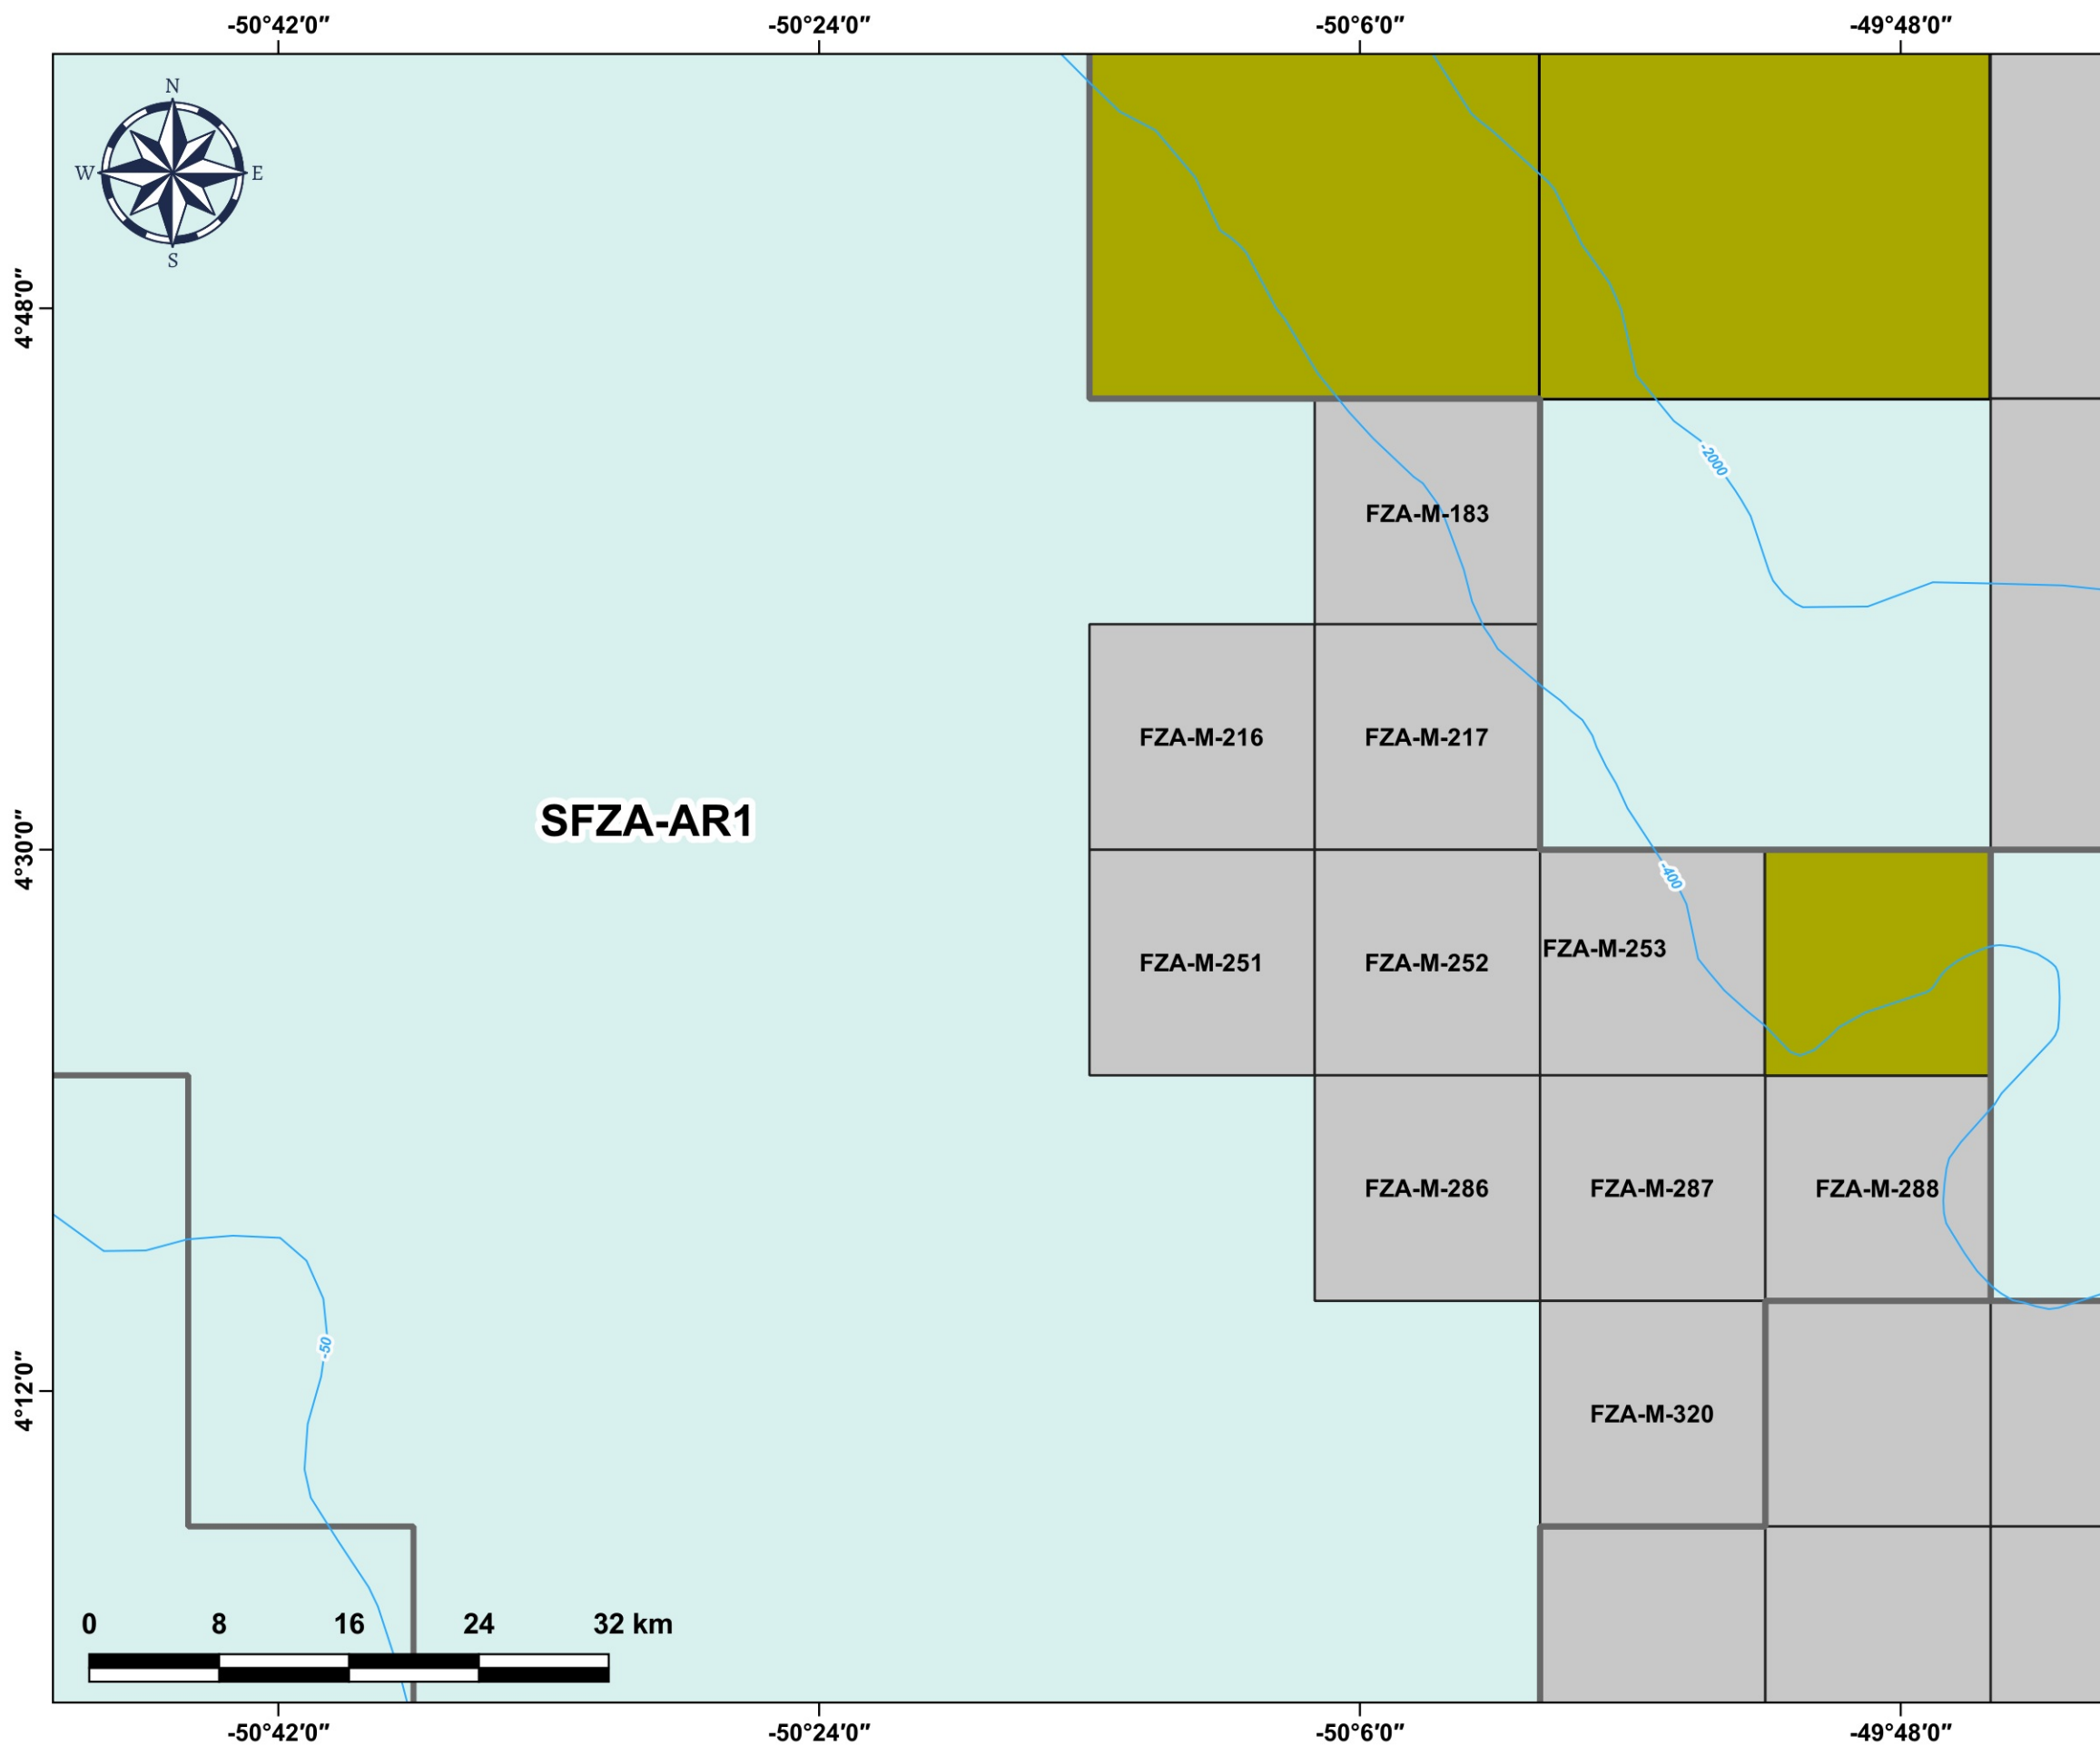 -50°42′0″ -50°24′0″ -50°6′0″ -49°48′0″
N
W E
S
4°48′0″
-2000
FZA-M-183
FZA-M-216 FZA-M-217
SFZA-AR1
4°30′0″
-400
FZA-M-253
FZA-M-251 FZA-M-252
FZA-M-286 FZA-M-287 FZA-M-288
-50
4°12′0″
FZA-M-320
0 8 16 24 32 km
-50°42′0″ -50°24′0″ -50°6′0″ -49°48′0″